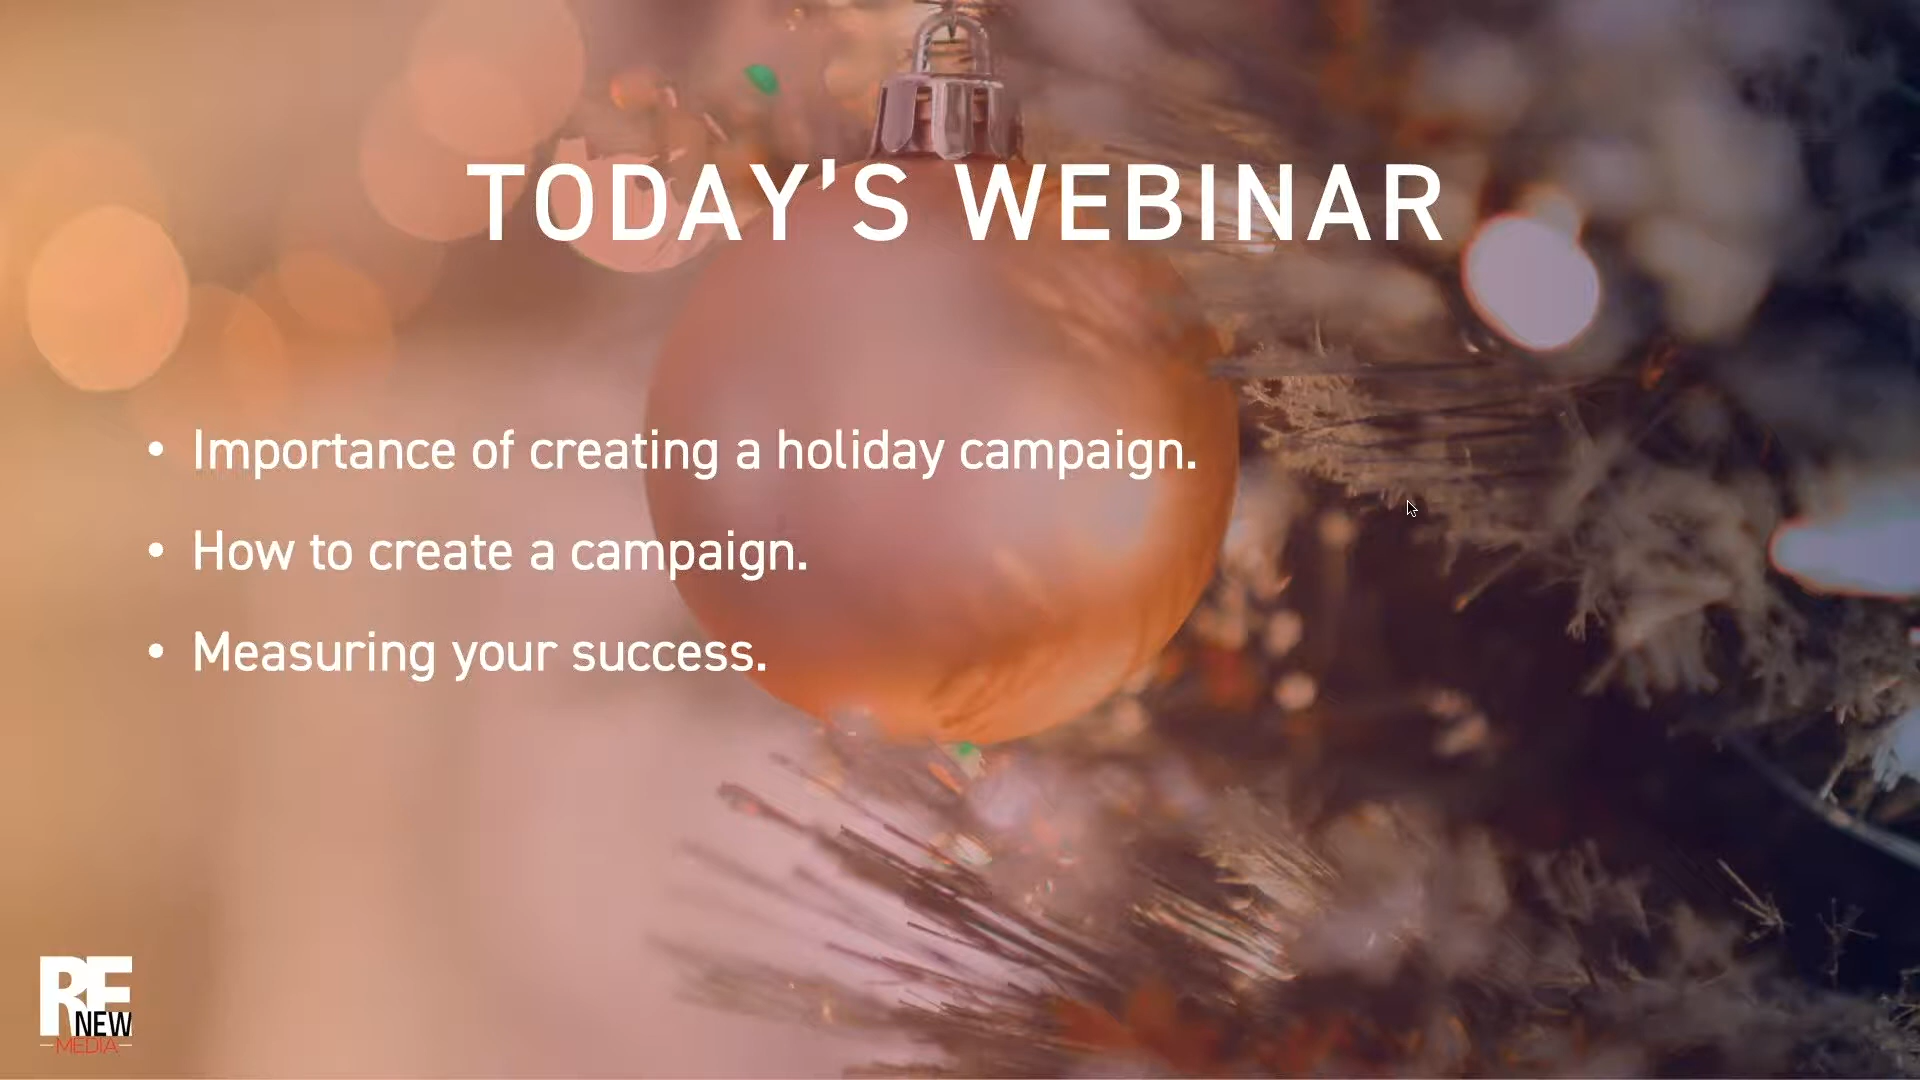 TODAY'S WEBINAR
• Importance of creating a holiday campaign.
• How to create a campaign.
• Measuring your success.
RE
NEW
MEDIA